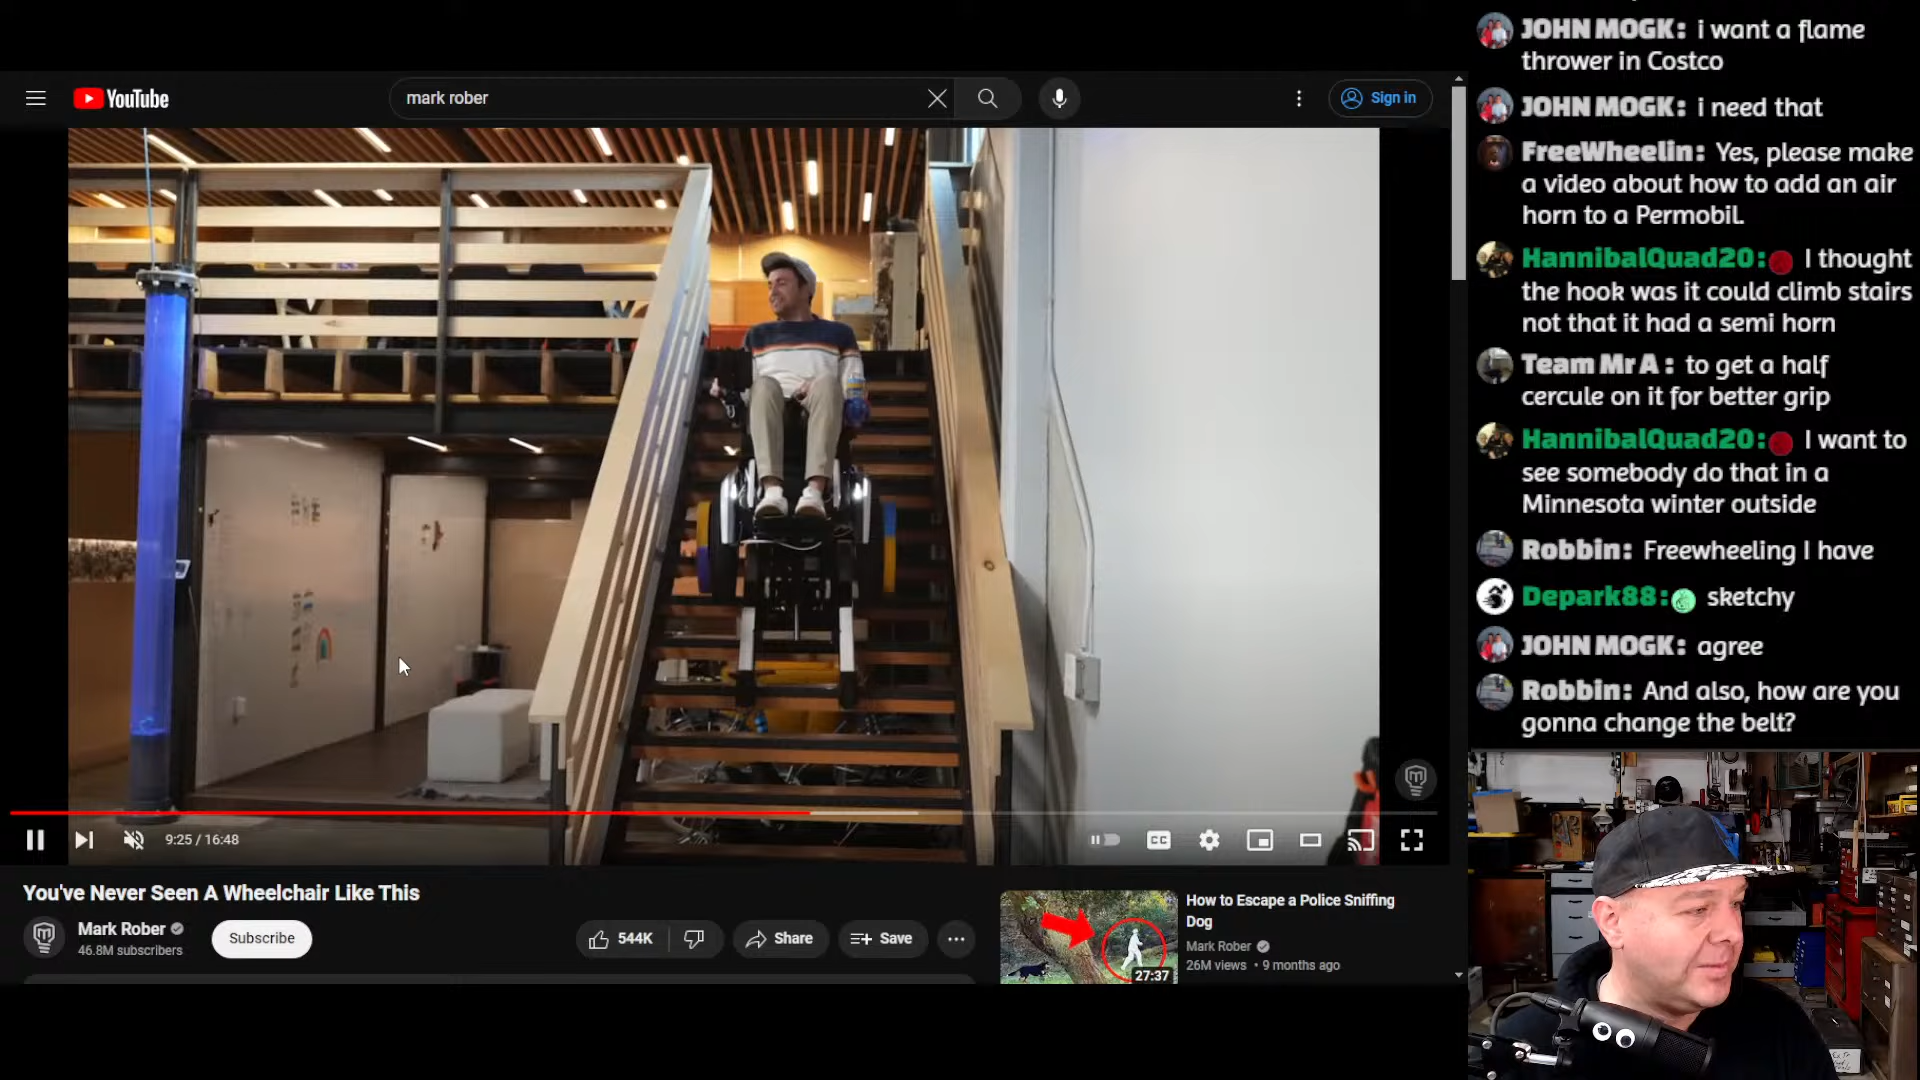 YouTube
mark rober
Sign in
9:25 / 16:48
CC
You've Never Seen A Wheelchair Like This
Mark Rober
46.8M subscribers
Subscribe
544K
Share
Save
How to Escape a Police Sniffing
Dog
Mark Rober
26M views • 9 months ago
27:37
JOHN MOGK: i want a flame
thrower in Costco
JOHN MOGK: i need that
FreeWheelin: Yes, please make
a video about how to add an air
horn to a Permobil.
HannibalQuad20: I thought
the hook was it could climb stairs
not that it had a semi horn
Team Mr A : to get a half
cercule on it for better grip
HannibalQuad20: I want to
see somebody do that in a
Minnesota winter outside
Robbin: Freewheeling I have
Depark88: sketchy
JOHN MOGK: agree
Robbin: And also, how are you
gonna change the belt?